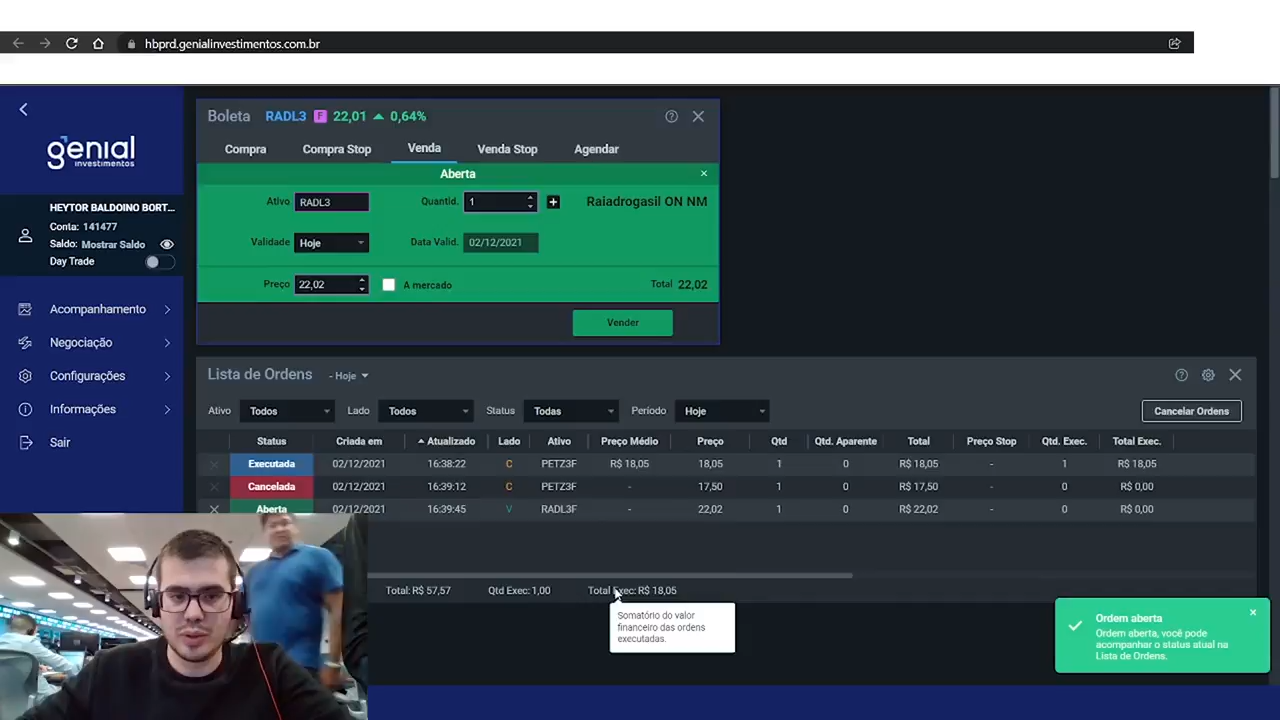 hbprd.genialinvestimentos.com.br
genial
investimentos
HEYTOR BALDOINO BORT...
Conta: 141477
Saldo: Mostrar Saldo
Day Trade
Acompanhamento
Negociação
Configurações
Informações
Sair
Boleta RADL3 F 22,01 0,64%
Compra Compra Stop Venda Venda Stop Agendar
Aberta
Ativo RADL3 Quantid. 1 Raiadrogasil ON NM
Validade Hoje Data Valid. 02/12/2021
Preço 22,02 A mercado Total 22,02
Vender
Lista de Ordens - Hoje
Ativo Todos Lado Todos Status Todas Período Hoje Cancelar Ordens
Status Criada em Atualizado Lado Ativo Preço Médio Preço Qtd Qtd. Aparente Total Preço Stop Qtd. Exec. Total Exec.
Executada 02/12/2021 16:38:22 C PETZ3F R$ 18,05 18,05 1 0 R$ 18,05 - 1 R$ 18,05
Cancelada 02/12/2021 16:39:12 C PETZ3F - 17,50 1 0 R$ 17,50 - 0 R$ 0,00
Aberta 02/12/2021 16:39:45 V RADL3F - 22,02 1 0 R$ 22,02 - 0 R$ 0,00
Total: R$ 57,57 Qtd Exec: 1,00 Total Exec: R$ 18,05
Somatório do valor
financeiro das ordens
executadas.
Ordem aberta
Ordem aberta, você pode
acompanhar o status atual na
Lista de Ordens.